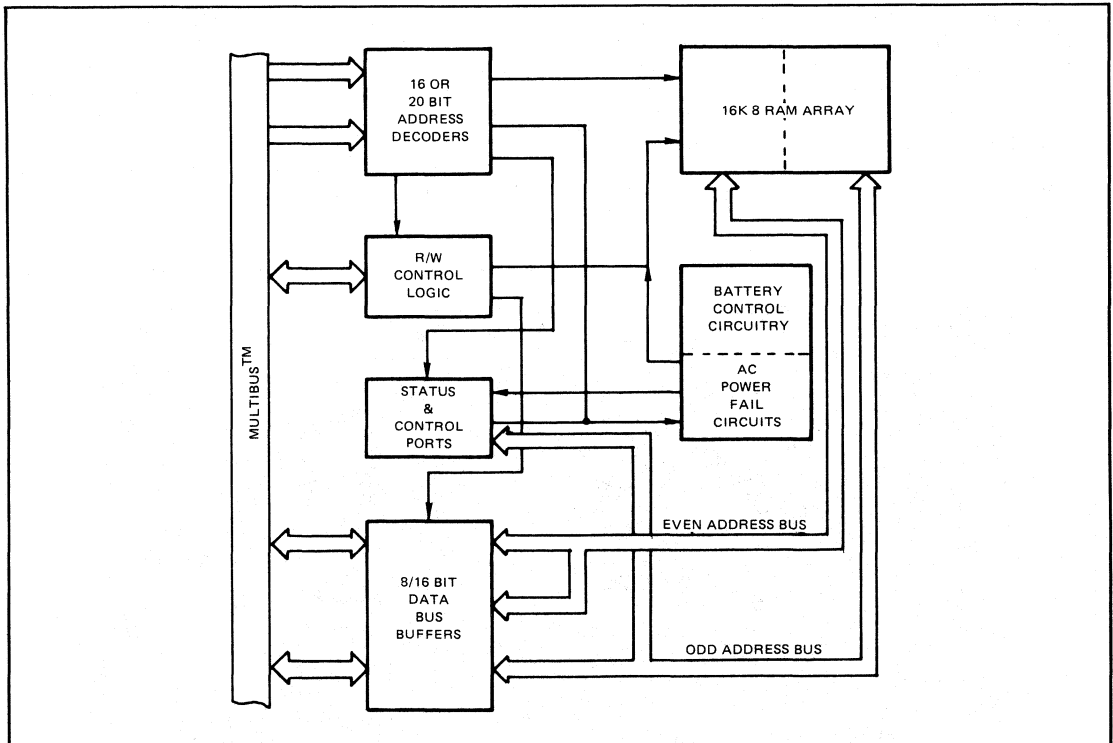 16 OR
20 BIT
ADDRESS
DECODERS
16K 8 RAM ARRAY
R/W
CONTROL
LOGIC
BATTERY
CONTROL
CIRCUITRY
AC
POWER
FAIL
CIRCUITS
STATUS
&
CONTROL
PORTS
MULTIBUS™
EVEN ADDRESS BUS
8/16 BIT
DATA
BUS
BUFFERS
ODD ADDRESS BUS